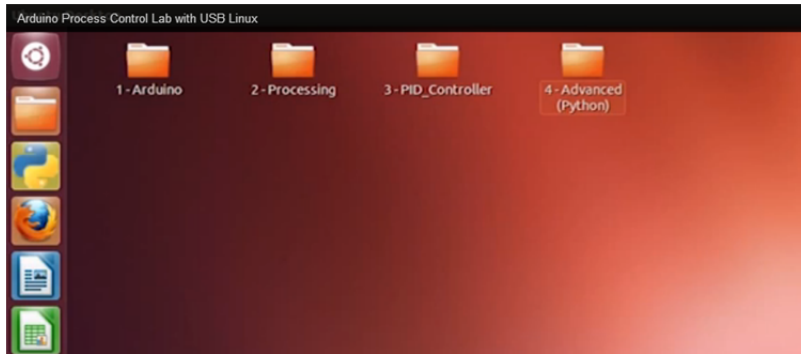 Arduino Process Control Lab with USB Linux
1 - Arduino
2 - Processing
3 - PID_Controller
4 - Advanced
(Python)